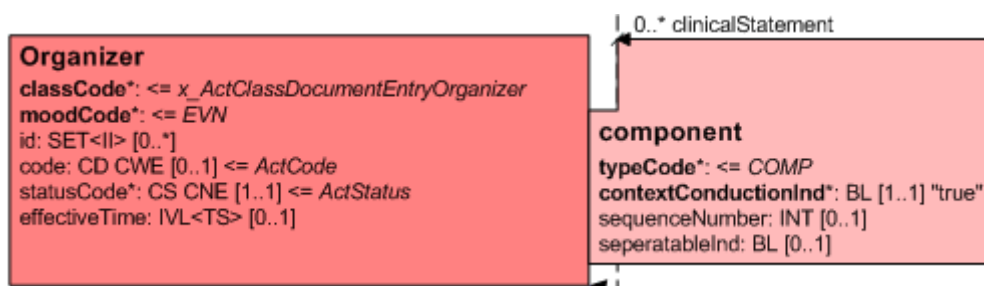 0..* clinicalStatement
Organizer
classCode*: <= x_ActClassDocumentEntryOrganizer
moodCode*: <= EVN
id: SET<II> [0..*]
code: CD CWE [0..1] <= ActCode
statusCode*: CS CNE [1..1] <= ActStatus
effectiveTime: IVL<TS> [0..1]
component
typeCode*: <= COMP
contextConductionInd*: BL [1..1] "true"
sequenceNumber: INT [0..1]
seperatableInd: BL [0..1]